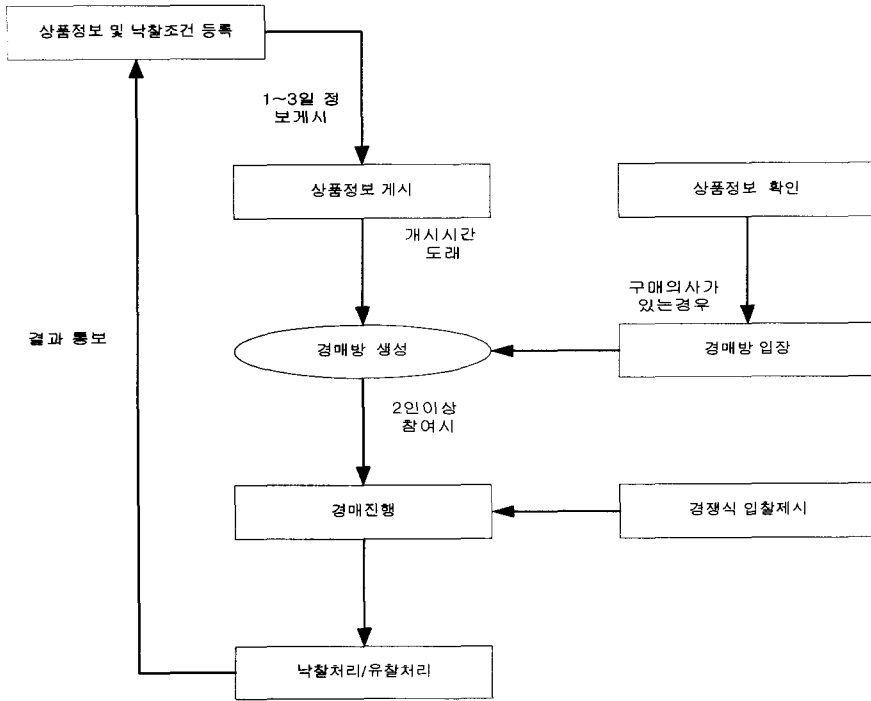 상품정보 및 낙찰조건 등록
1~3일 정
보게시
상품정보 게시
상품정보 확인
개시시간
도래
구매의사가
있는경우
결과 통보
경매방 생성
경매방 입장
2인이상
참여시
경매진행
경쟁식 입찰제시
낙찰처리/유찰처리